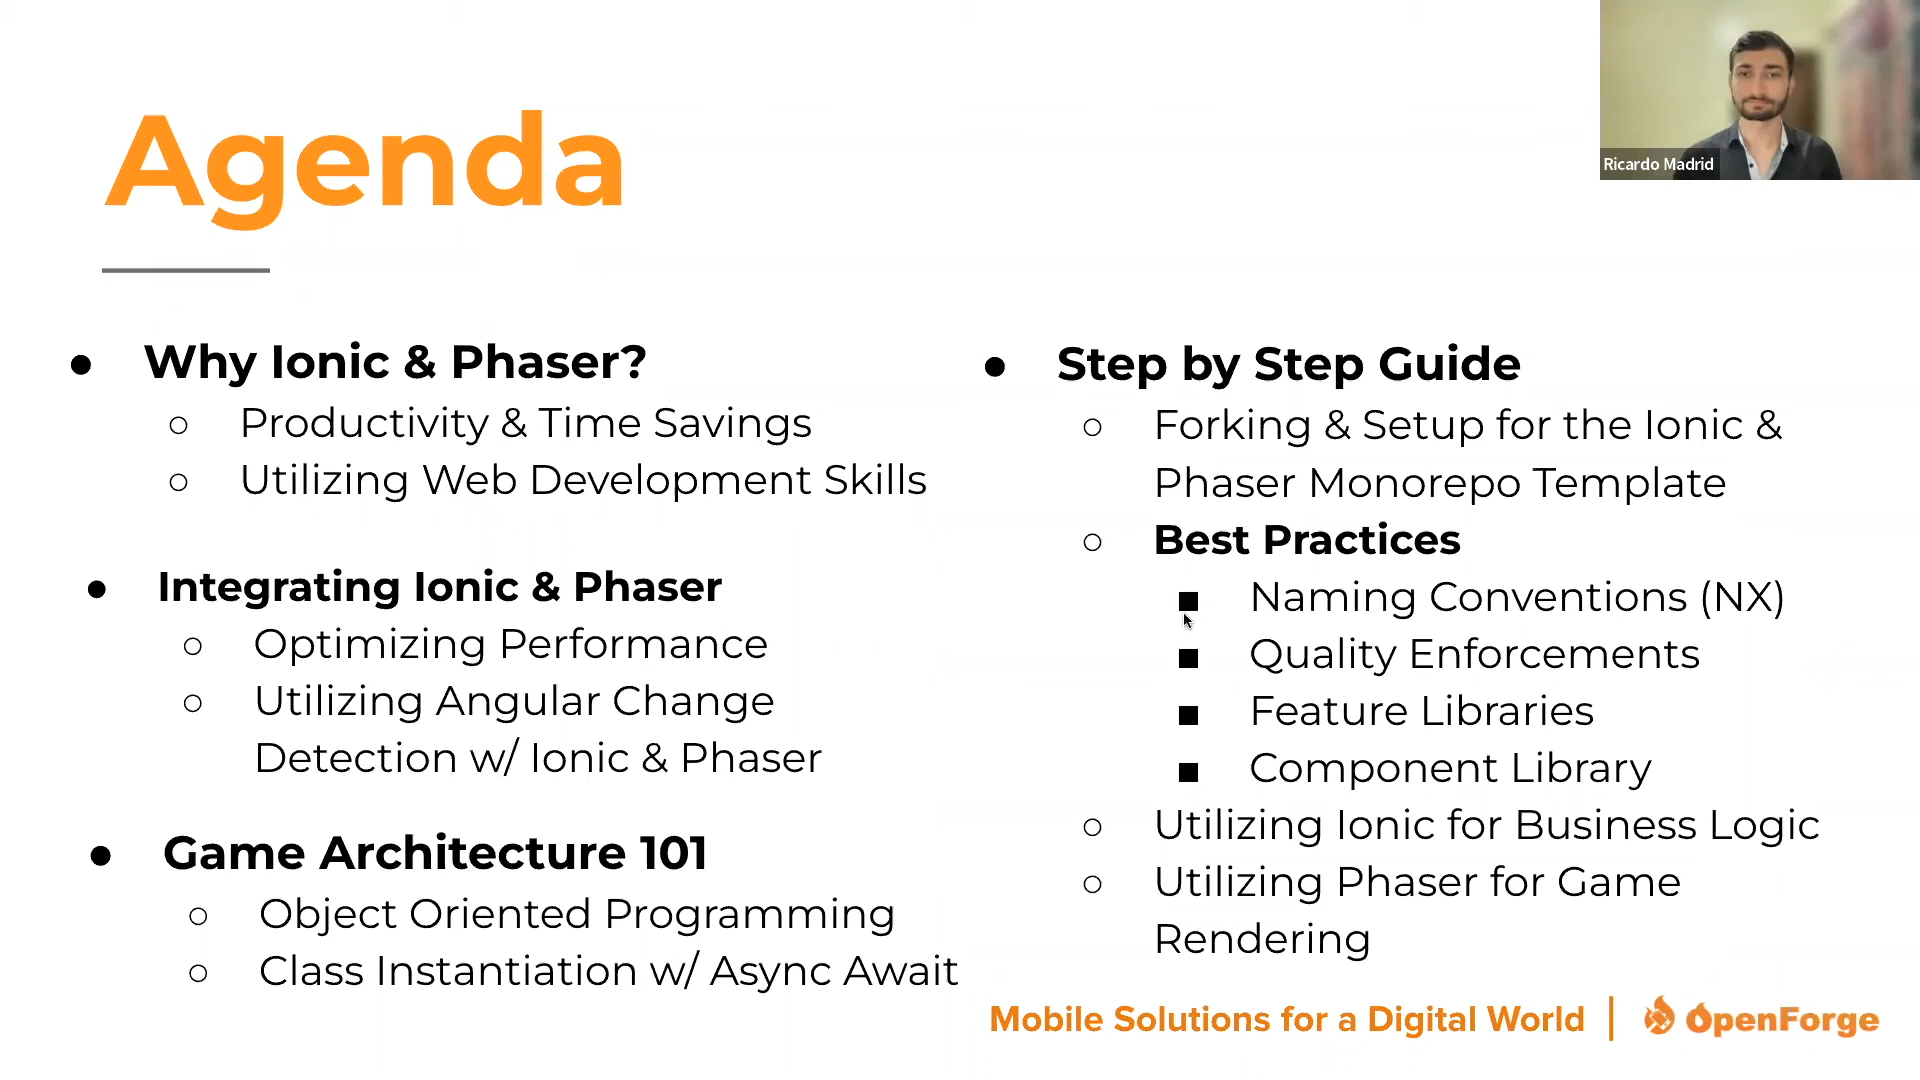 Agenda
Ricardo Madrid
● Why Ionic & Phaser?
○ Productivity & Time Savings
○ Utilizing Web Development Skills
● Integrating Ionic & Phaser
○ Optimizing Performance
○ Utilizing Angular Change
Detection w/ Ionic & Phaser
● Game Architecture 101
○ Object Oriented Programming
○ Class Instantiation w/ Async Await
● Step by Step Guide
○ Forking & Setup for the Ionic &
Phaser Monorepo Template
○ Best Practices
■ Naming Conventions (NX)
■ Quality Enforcements
■ Feature Libraries
■ Component Library
○ Utilizing Ionic for Business Logic
○ Utilizing Phaser for Game
Rendering
Mobile Solutions for a Digital World | OpenForge